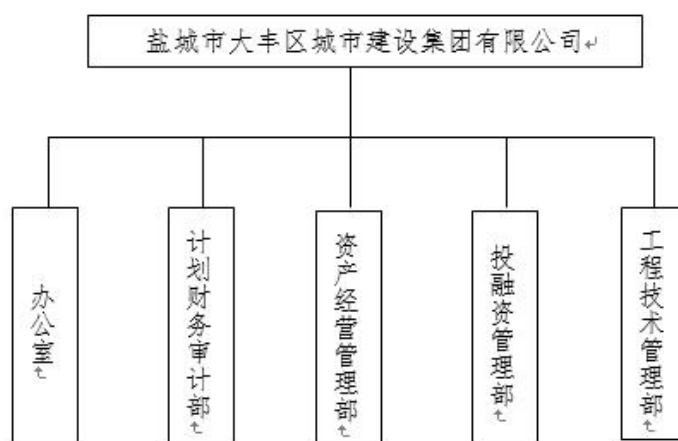 盐城市大丰区城市建设集团有限公司
办公室
计划财务审计部
资产经营管理部
投融资管理部
工程技术管理部